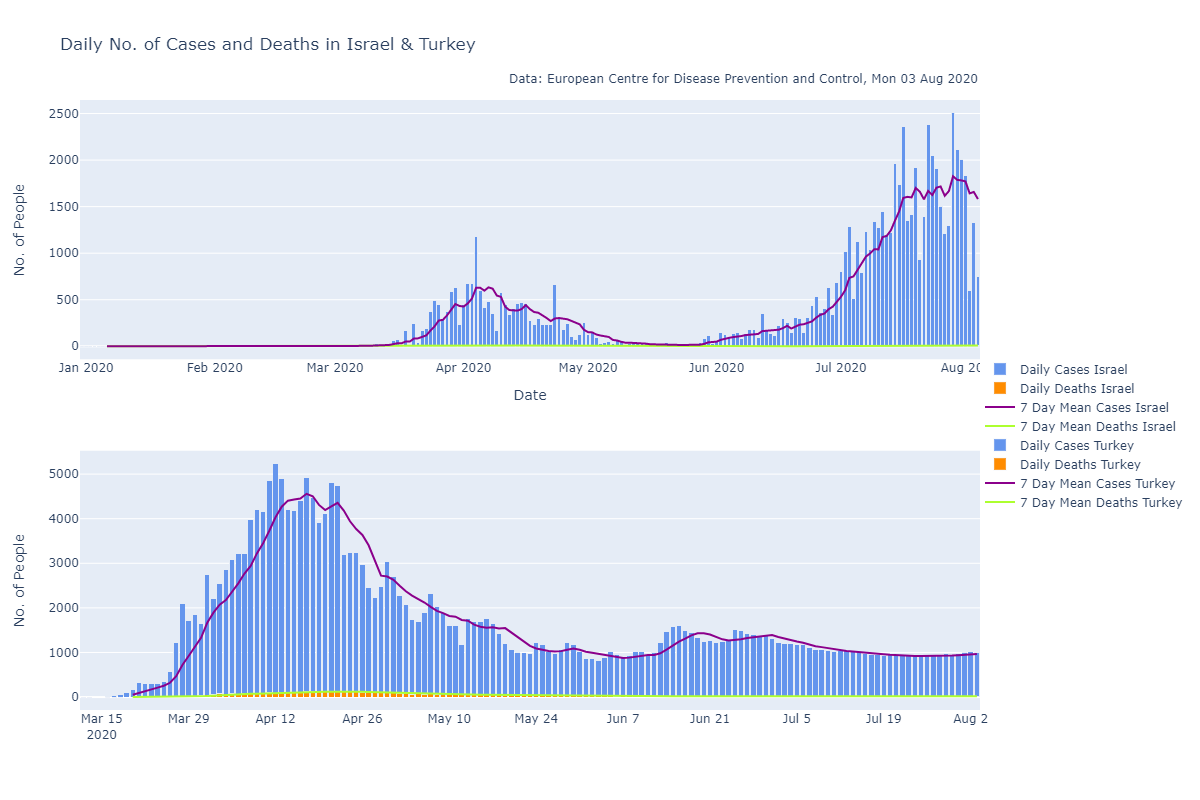 Daily No. of Cases and Deaths in Israel & Turkey
Data: European Centre for Disease Prevention and Control, Mon 03 Aug 2020
2500
2000
1500
1000
500
0
No. of People
Jan 2020 Feb 2020 Mar 2020 Apr 2020 May 2020 Jun 2020 Jul 2020 Aug 20
Date
Daily Cases Israel
Daily Deaths Israel
7 Day Mean Cases Israel
7 Day Mean Deaths Israel
Daily Cases Turkey
Daily Deaths Turkey
7 Day Mean Cases Turkey
7 Day Mean Deaths Turkey
5000
4000
3000
2000
1000
0
No. of People
Mar 15 Mar 29 Apr 12 Apr 26 May 10 May 24 Jun 7 Jun 21 Jul 5 Jul 19 Aug 2
2020